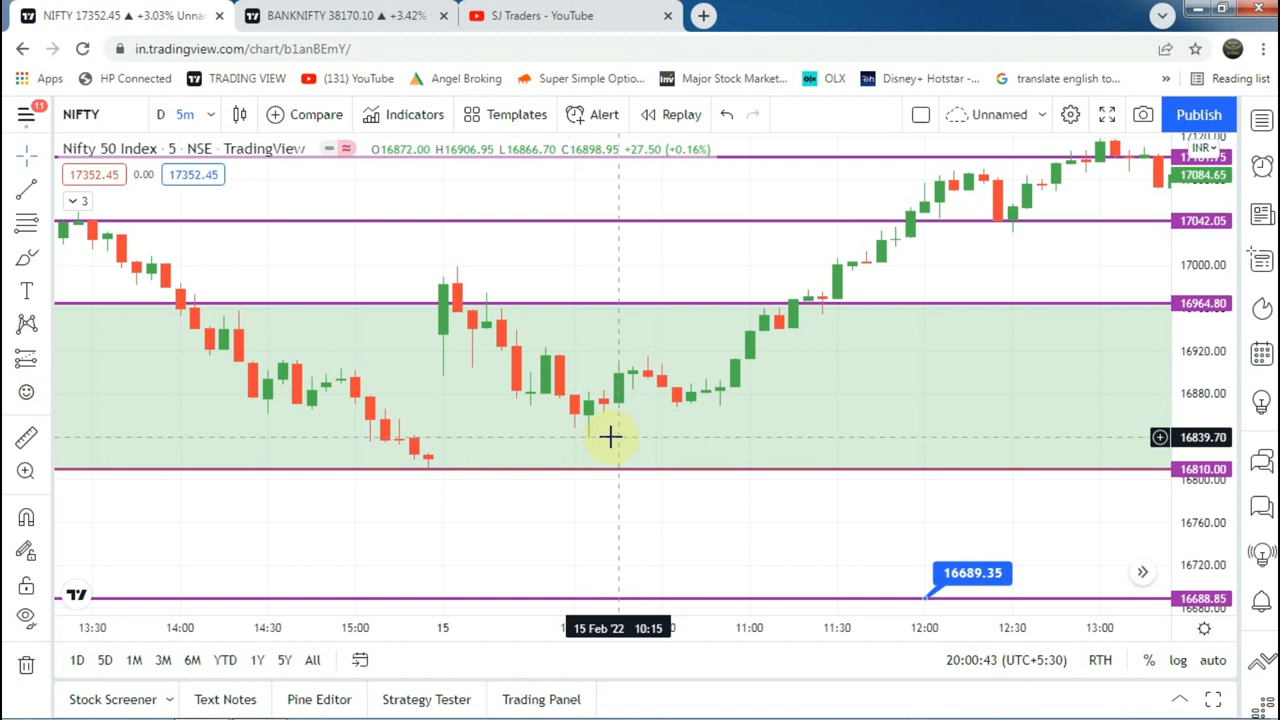 NIFTY 17352.45 ▲ +3.03% Unna
BANKNIFTY 38170.10 ▲ +3.42%
SJ Traders - YouTube
in.tradingview.com/chart/b1anBEmY/
Apps
HP Connected
TRADING VIEW
(131) YouTube
Angel Broking
Super Simple Optio...
Major Stock Market...
OLX
Disney+ Hotstar -...
translate english to...
»
Reading list
11
NIFTY
D 5m
Compare
Indicators
Templates
Alert
Replay
Unnamed
Publish
Nifty 50 Index · 5 · NSE · TradingView
O16872.00 H16906.95 L16866.70 C16898.95 +27.50 (+0.16%)
17352.45 0.00 17352.45
3
17120.00
INR
17084.65
17042.05
17000.00
16964.80
16920.00
16880.00
16839.70
16810.00
16800.00
16760.00
16720.00
16689.35
16688.85
16680.00
13:30 14:00 14:30 15:00 15 15 Feb '22 10:15 11:00 11:30 12:00 12:30 13:00
1D 5D 1M 3M 6M YTD 1Y 5Y All
20:00:43 (UTC+5:30) RTH % log auto
Stock Screener
Text Notes
Pine Editor
Strategy Tester
Trading Panel